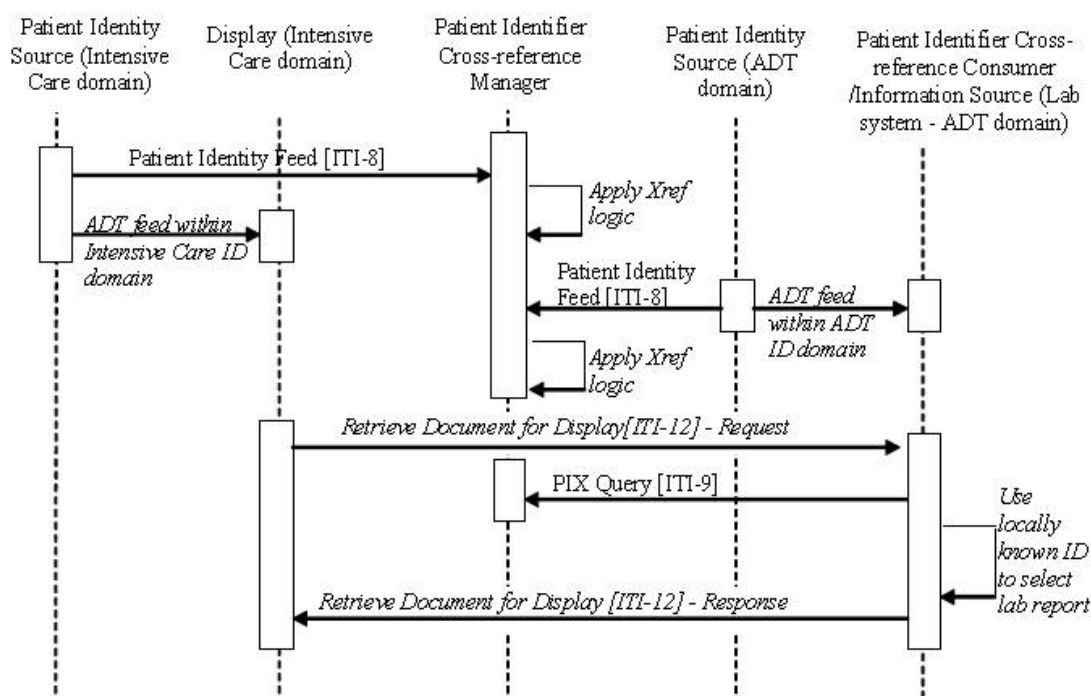 Patient Identity
Source (Intensive
Care domain)
Display (Intensive
Care domain)
Patient Identifier
Cross-reference
Manager
Patient Identity
Source (ADT
domain)
Patient Identifier Cross-
reference Consumer
/Information Source (Lab
system - ADT domain)
Patient Identity Feed [ITI-8]
Apply Xref
logic
ADT feed within
Intensive Care ID
domain
Patient Identity
Feed [ITI-8]
ADT feed
within ADT
ID domain
Apply Xref
logic
Retrieve Document for Display[ITI-12] - Request
PIX Query [ITI-9]
Use
locally
known ID
to select
lab report
Retrieve Document for Display [ITI-12] - Response